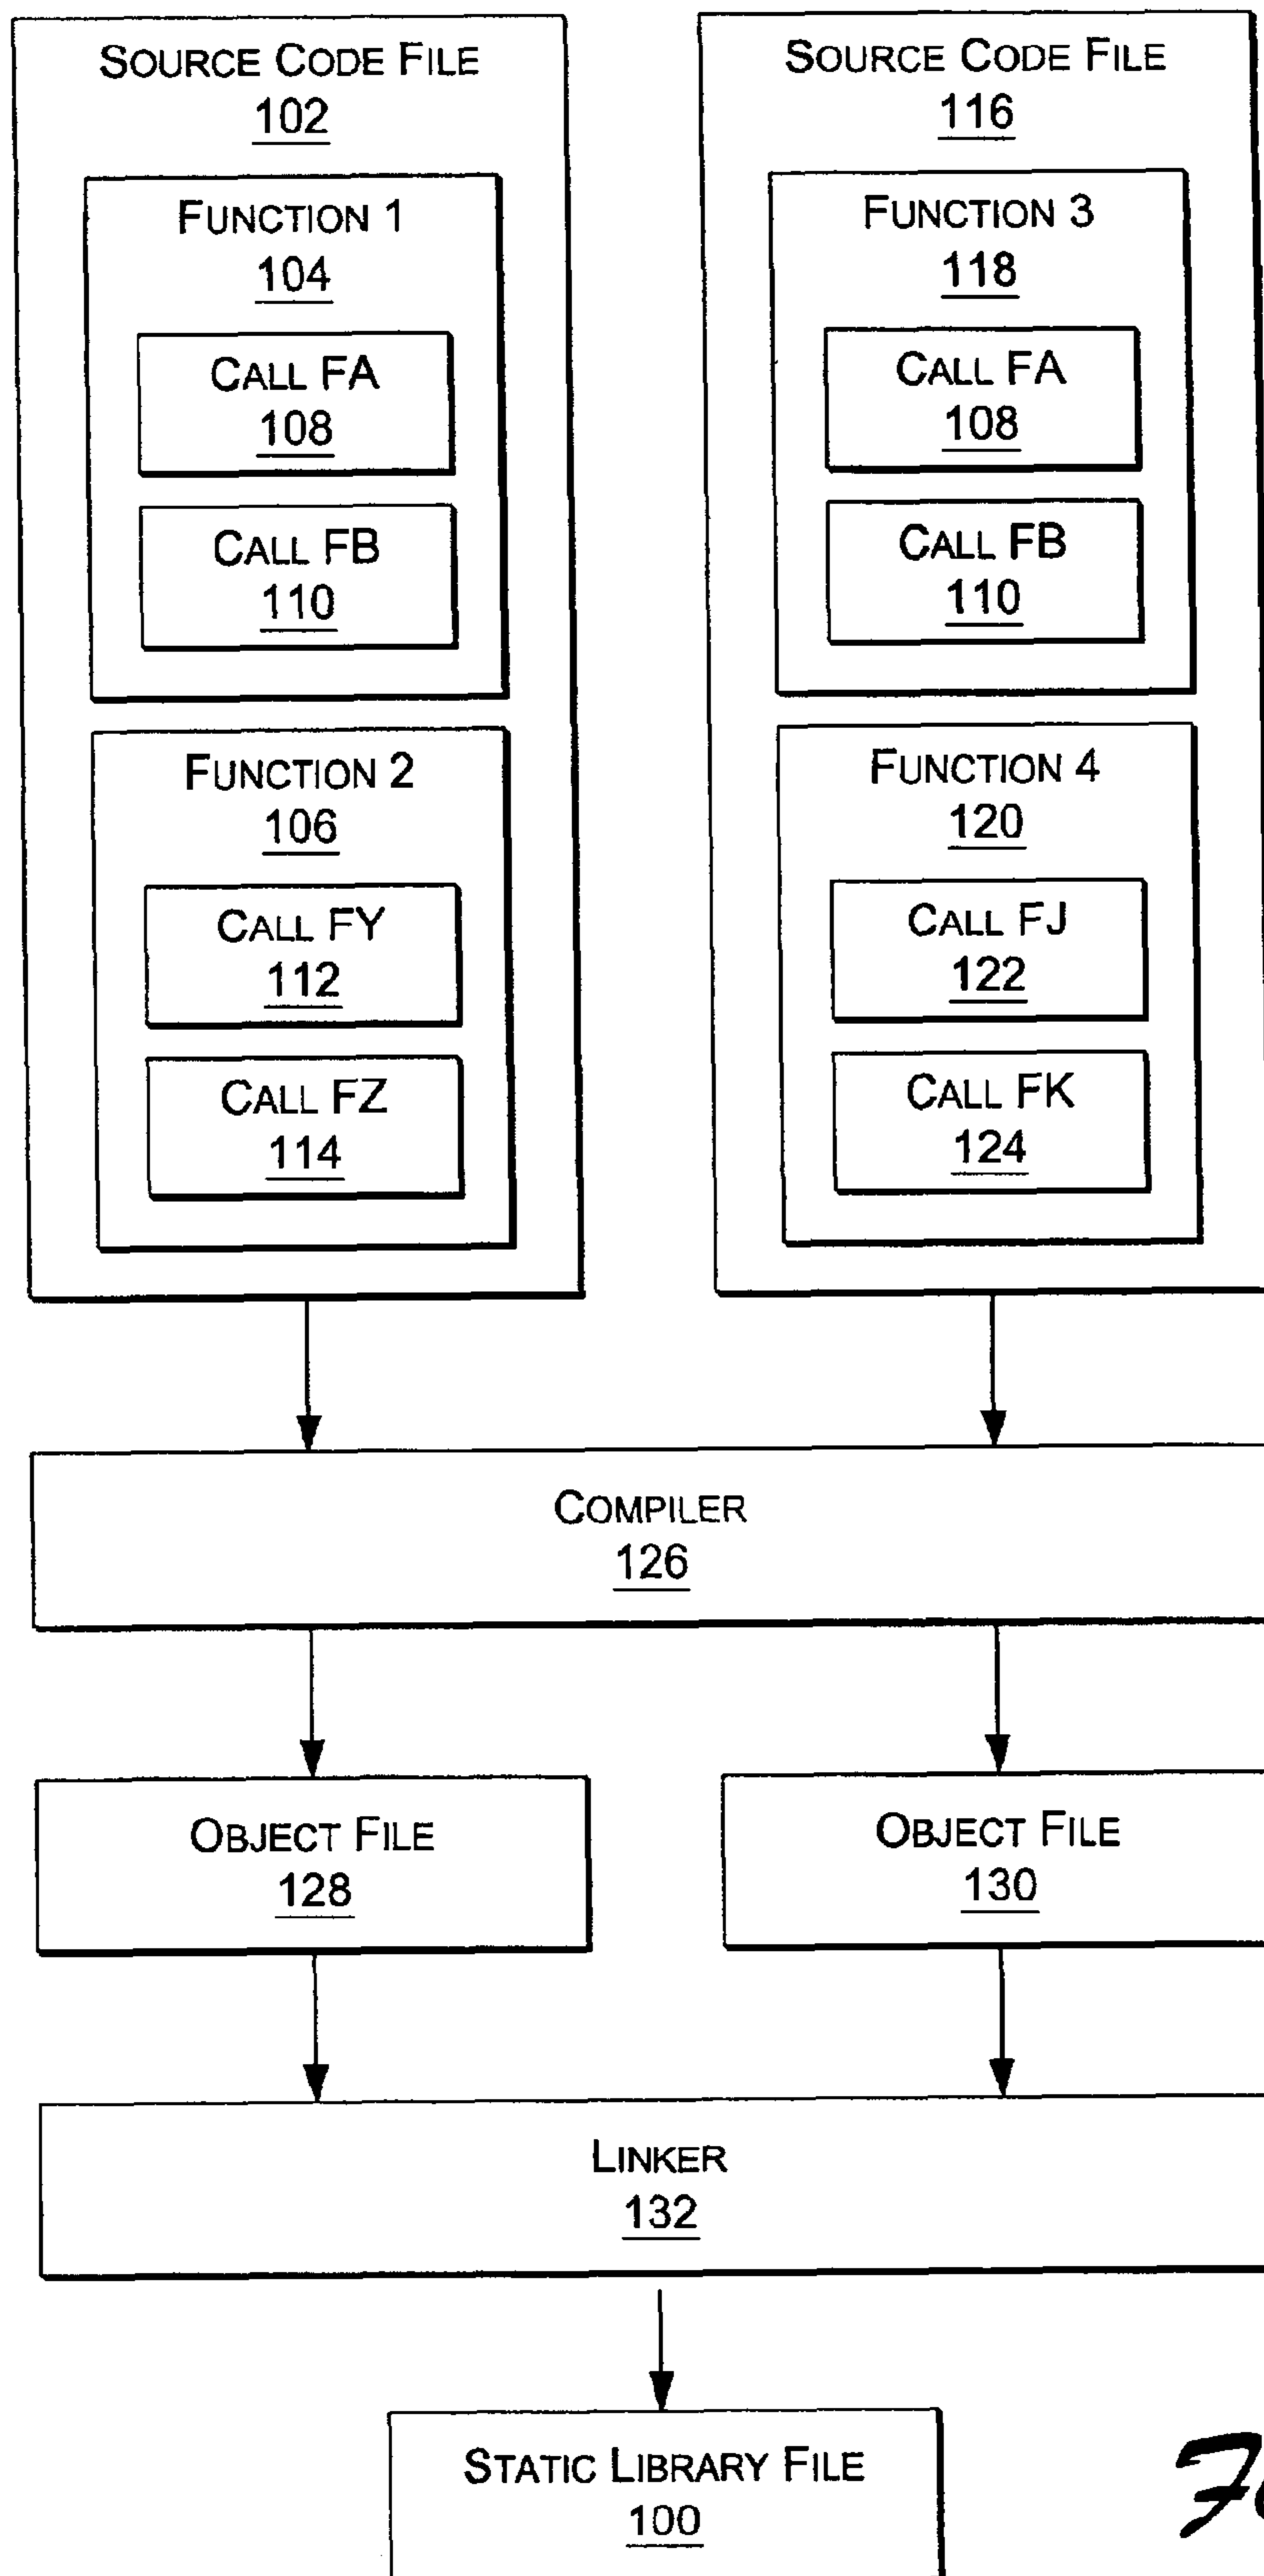 SOURCE CODE FILE
102
FUNCTION 1
104
CALL FA
108
CALL FB
110
FUNCTION 2
106
CALL FY
112
CALL FZ
114
SOURCE CODE FILE
116
FUNCTION 3
118
CALL FA
108
CALL FB
110
FUNCTION 4
120
CALL FJ
122
CALL FK
124
COMPILER
126
OBJECT FILE
128
OBJECT FILE
130
LINKER
132
STATIC LIBRARY FILE
100